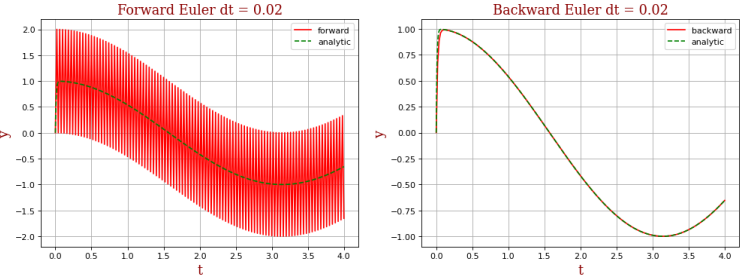 Forward Euler dt = 0.02
2.0
1.5
1.0
0.5
0.0
−0.5
−1.0
−1.5
−2.0
y
forward
analytic
0.0 0.5 1.0 1.5 2.0 2.5 3.0 3.5 4.0
t
Backward Euler dt = 0.02
1.00
0.75
0.50
0.25
0.00
−0.25
−0.50
−0.75
−1.00
y
backward
analytic
0.0 0.5 1.0 1.5 2.0 2.5 3.0 3.5 4.0
t